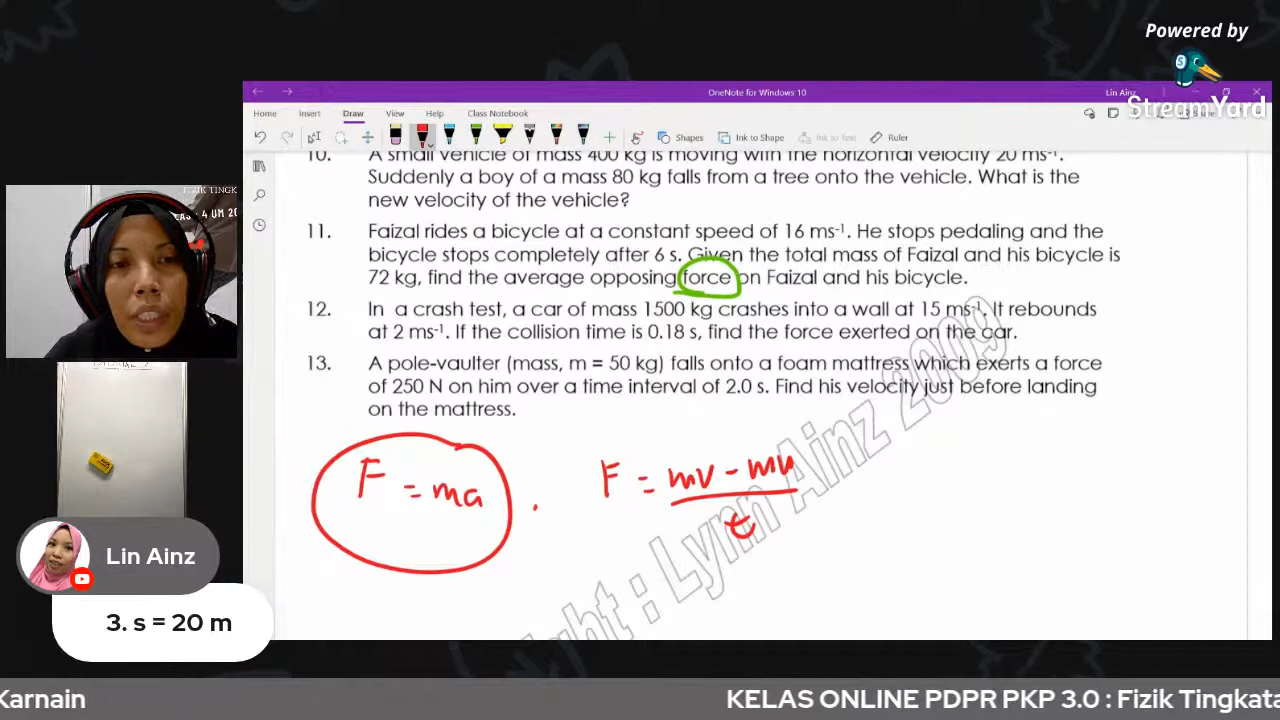 Powered by
StreamYard
OneNote for Windows 10
Lin Ainz
Home Insert Draw View Help Class Notebook
Shapes Ink to Shape Ink to Text Ruler
10. A small vehicle of mass 400 kg is moving with the horizontal velocity 20 ms-1.
Suddenly a boy of a mass 80 kg falls from a tree onto the vehicle. What is the
new velocity of the vehicle?
11. Faizal rides a bicycle at a constant speed of 16 ms-1. He stops pedaling and the
bicycle stops completely after 6 s. Given the total mass of Faizal and his bicycle is
72 kg, find the average opposing force on Faizal and his bicycle.
12. In a crash test, a car of mass 1500 kg crashes into a wall at 15 ms-1. It rebounds
at 2 ms-1. If the collision time is 0.18 s, find the force exerted on the car.
13. A pole-vaulter (mass, m = 50 kg) falls onto a foam mattress which exerts a force
of 250 N on him over a time interval of 2.0 s. Find his velocity just before landing
on the mattress.
F = ma . F = mv - mu
t
ght : Lynn Ainz 2009
FIZIK TINGK
4 UM 20
Lin Ainz
3. s = 20 m
Karnain KELAS ONLINE PDPR PKP 3.0 : Fizik Tingkata